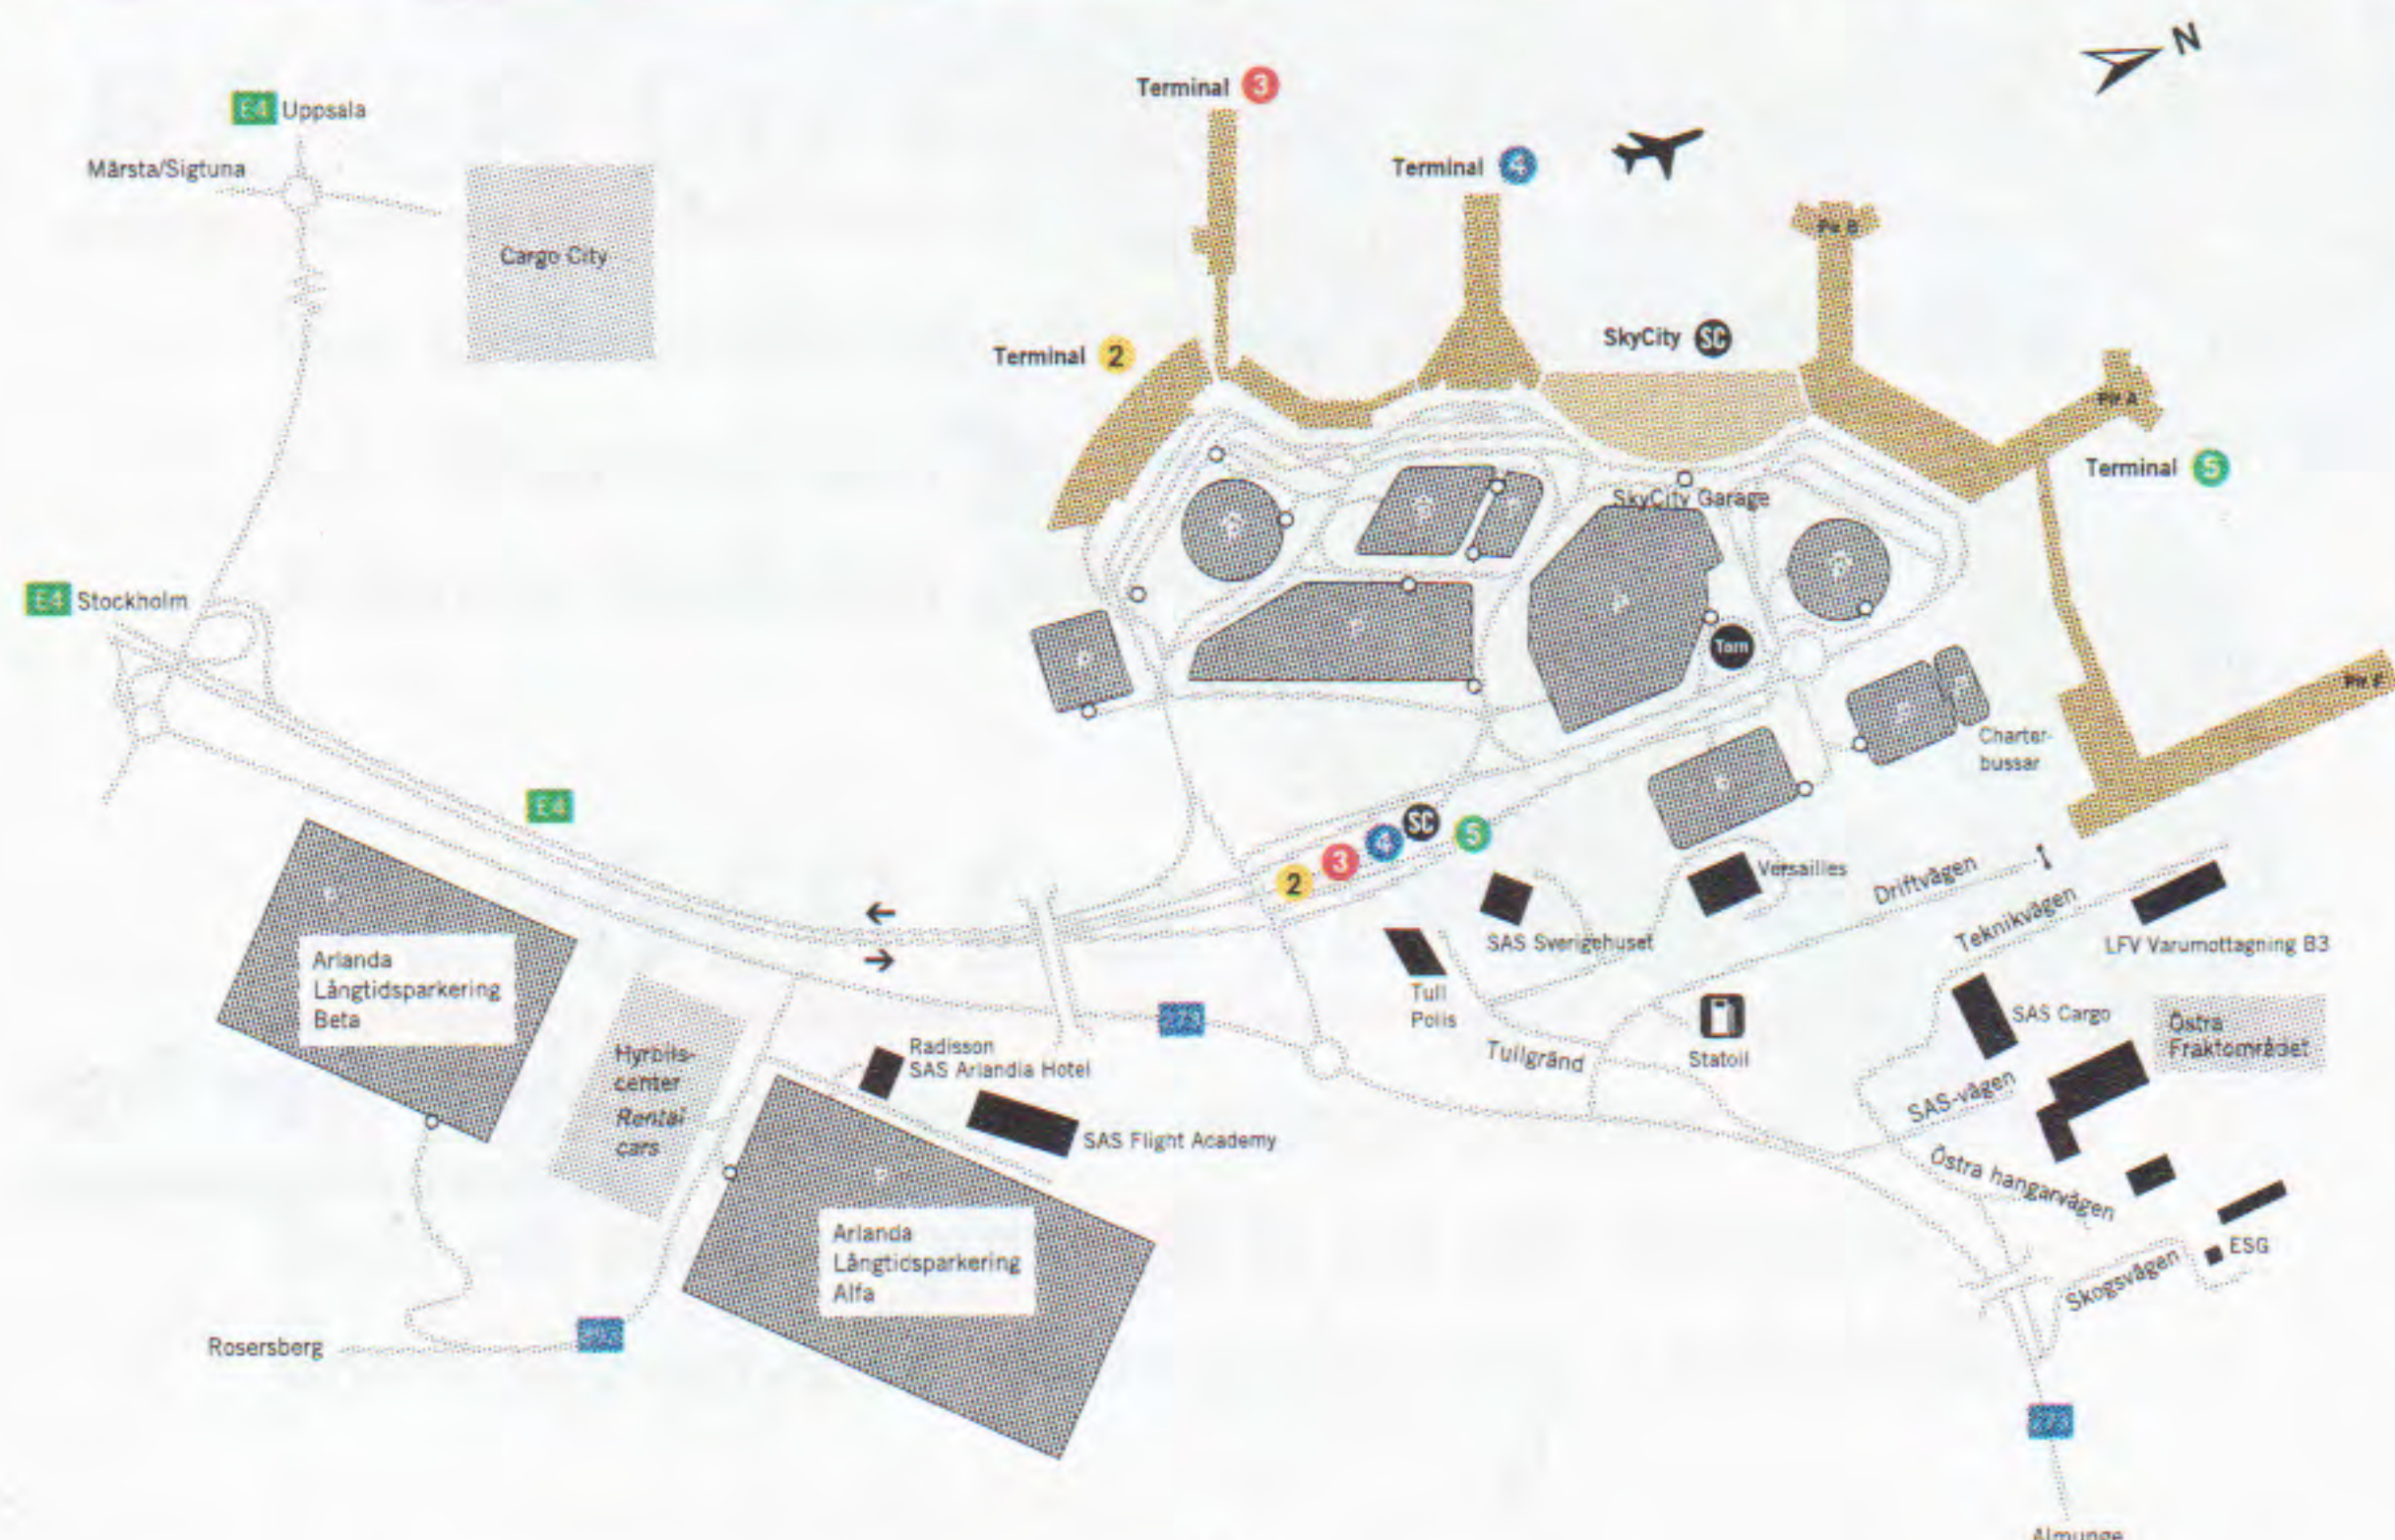 N
Terminal 3
E4 Uppsala
Terminal 4
Märsta/Sigtuna
Pir B
Cargo City
SkyCity SC
Terminal 2
Pir A
Terminal 5
SkyCity Garage
P
P
P
P
P
E4 Stockholm
P
P
Torn
P
Pir F
P
P
Charter-
bussar
P
E4
2 3 4 SC 5
Versailles
Driftvägen
P
Teknikvägen
SAS Sverigehuset
LFV Varumottagning B3
Arlanda
Långtidsparkering
Beta
Tull
Polis
SAS Cargo
Östra
Fraktområdet
273
Hyrbils-
center
Rental
cars
Radisson
SAS Arlandia Hotel
Tullgränd
Statoil
SAS-vägen
SAS Flight Academy
Östra hangarvägen
P
Arlanda
Långtidsparkering
Alfa
ESG
Skogsvägen
Rosersberg
273
Almunge